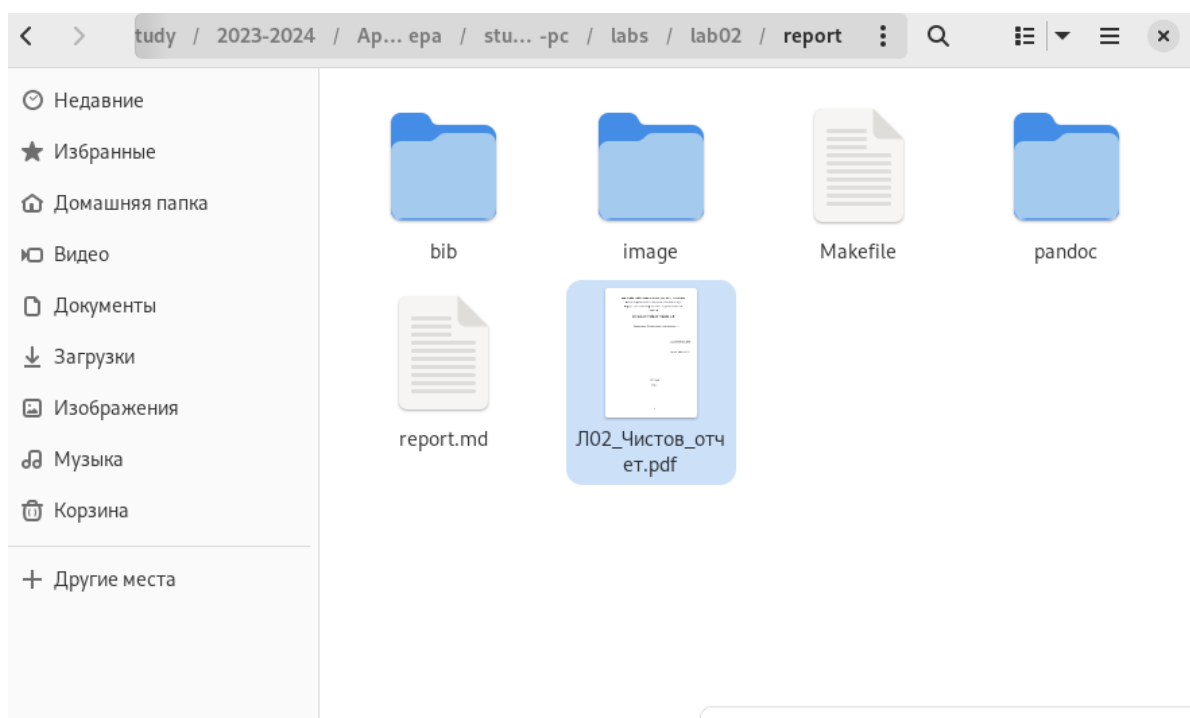 tudy / 2023-2024 / Ap... ера / stu... -pc / labs / lab02 / report
Недавние
Избранные
Домашняя папка
Видео
Документы
Загрузки
Изображения
Музыка
Корзина
Другие места
bib
image
Makefile
pandoc
report.md
Л02_Чистов_отч
ет.pdf